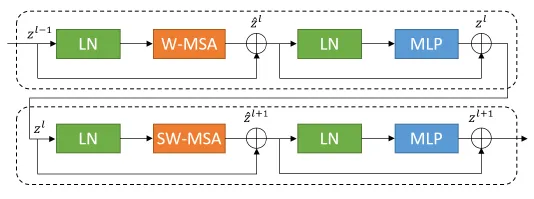 z^{l-1} LN W-MSA ẑ^l LN MLP z^l
z^l LN SW-MSA ẑ^{l+1} LN MLP z^{l+1}